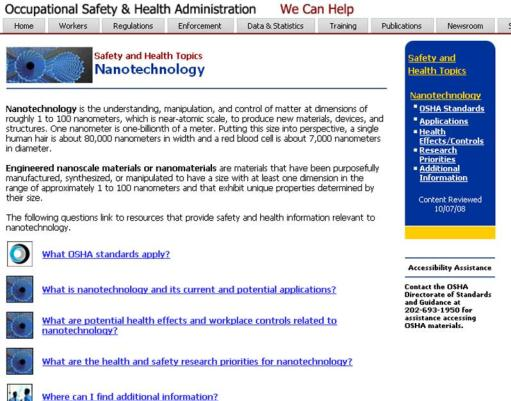 Occupational Safety & Health Administration We Can Help
Home Workers Regulations Enforcement Data & Statistics Training Publications Newsroom S
Safety and Health Topics
Nanotechnology
Nanotechnology is the understanding, manipulation, and control of matter at dimensions of
roughly 1 to 100 nanometers, which is near-atomic scale, to produce new materials, devices, and
structures. One nanometer is one-billionth of a meter. Putting this size into perspective, a single
human hair is about 80,000 nanometers in width and a red blood cell is about 7,000 nanometers
in diameter.
Engineered nanoscale materials or nanomaterials are materials that have been purposefully
manufactured, synthesized, or manipulated to have a size with at least one dimension in the
range of approximately 1 to 100 nanometers and that exhibit unique properties determined by
their size.
The following questions link to resources that provide safety and health information relevant to
nanotechnology.
What OSHA standards apply?
What is nanotechnology and its current and potential applications?
What are potential health effects and workplace controls related to
nanotechnology?
What are the health and safety research priorities for nanotechnology?
Where can I find additional information?
Safety and
Health Topics
Nanotechnology
OSHA Standards
Applications
Health
Effects/Controls
Research
Priorities
Additional
Information
Content Reviewed
10/07/08
Accessibility Assistance
Contact the OSHA
Directorate of Standards
and Guidance at
202-693-1950 for
assistance accessing
OSHA materials.